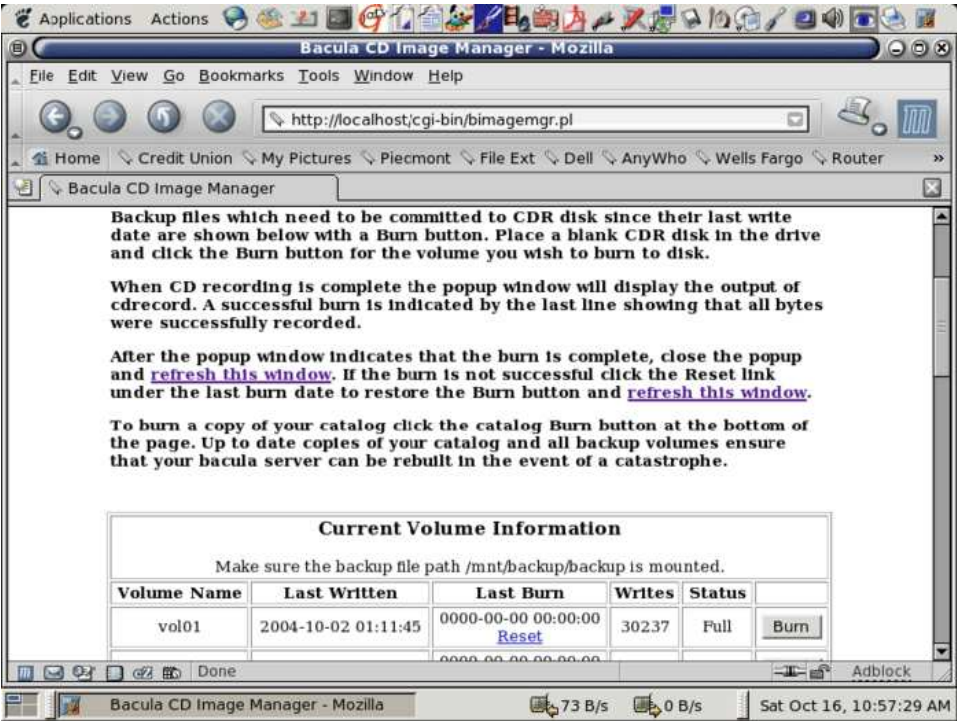 Applications Actions
Bacula CD Image Manager - Mozilla
File Edit View Go Bookmarks Tools Window Help
http://localhost/cgi-bin/bimagemgr.pl
Home Credit Union My Pictures Piecmont File Ext Dell AnyWho Wells Fargo Router »
Bacula CD Image Manager
Backup files which need to be committed to CDR disk since their last write
date are shown below with a Burn button. Place a blank CDR disk in the drive
and click the Burn button for the volume you wish to burn to disk.
When CD recording is complete the popup window will display the output of
cdrecord. A successful burn is indicated by the last line showing that all bytes
were successfully recorded.
After the popup window indicates that the burn is complete, close the popup
and refresh this window. If the burn is not successful click the Reset link
under the last burn date to restore the Burn button and refresh this window.
To burn a copy of your catalog click the catalog Burn button at the bottom of
the page. Up to date copies of your catalog and all backup volumes ensure
that your bacula server can be rebuilt in the event of a catastrophe.
Current Volume Information
Make sure the backup file path /mnt/backup/backup is mounted.
Volume Name Last Written Last Burn Writes Status
vol01 2004-10-02 01:11:45 0000-00-00 00:00:00 30237 Full Burn
Reset
0000-00-00 00:00:00
Done Adblock
Bacula CD Image Manager - Mozilla 73 B/s 0 B/s Sat Oct 16, 10:57:29 AM